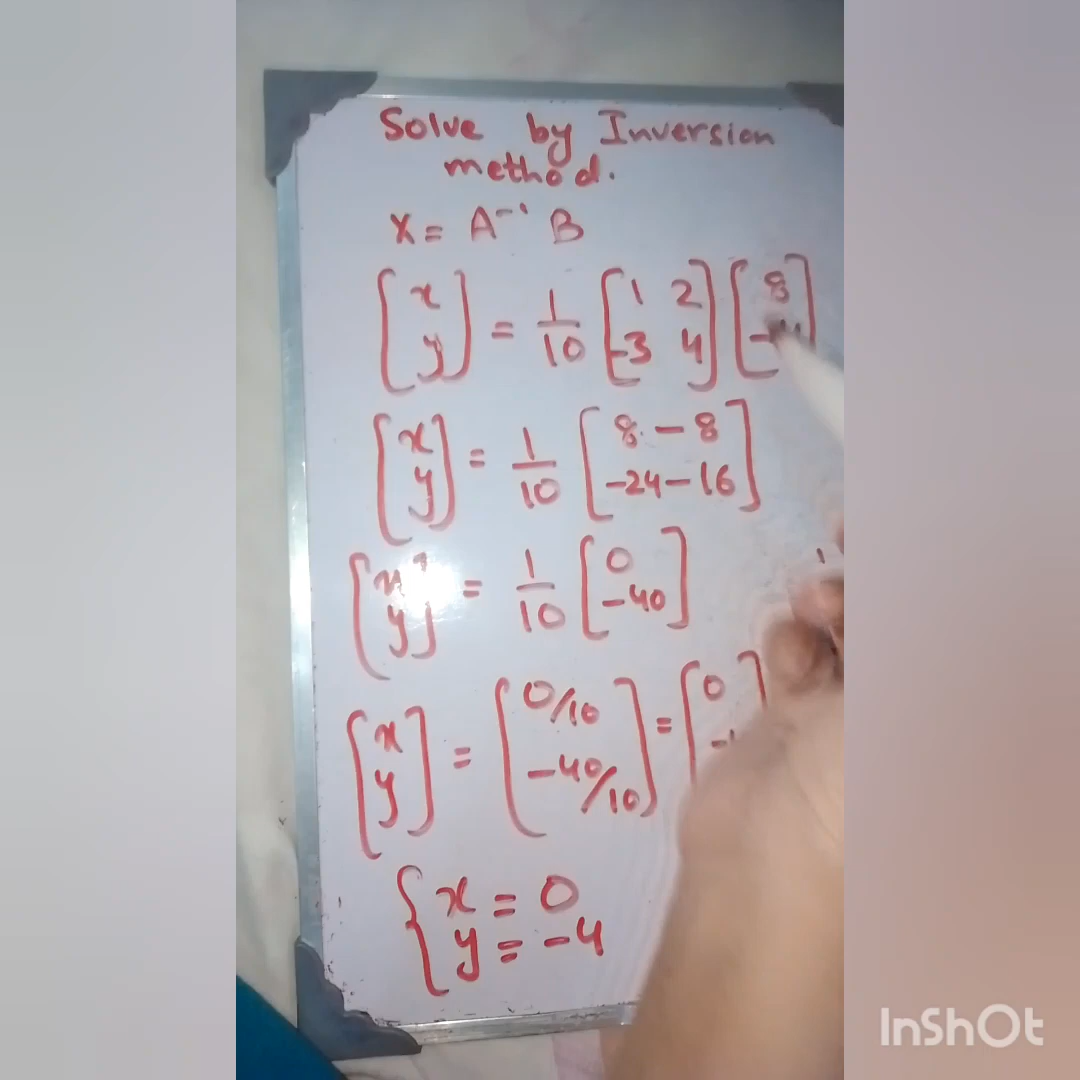 Solve by Inversion
method.
X = A⁻¹ B
[x y] = 1/10 [1 2 -3 4] [8 -4]
[x y] = 1/10 [8 - 8 -24 - 16]
[x y] = 1/10 [0 -40]
[x y] = [0/10 -40/10] = [0
{x = 0
y = -4
InShOt